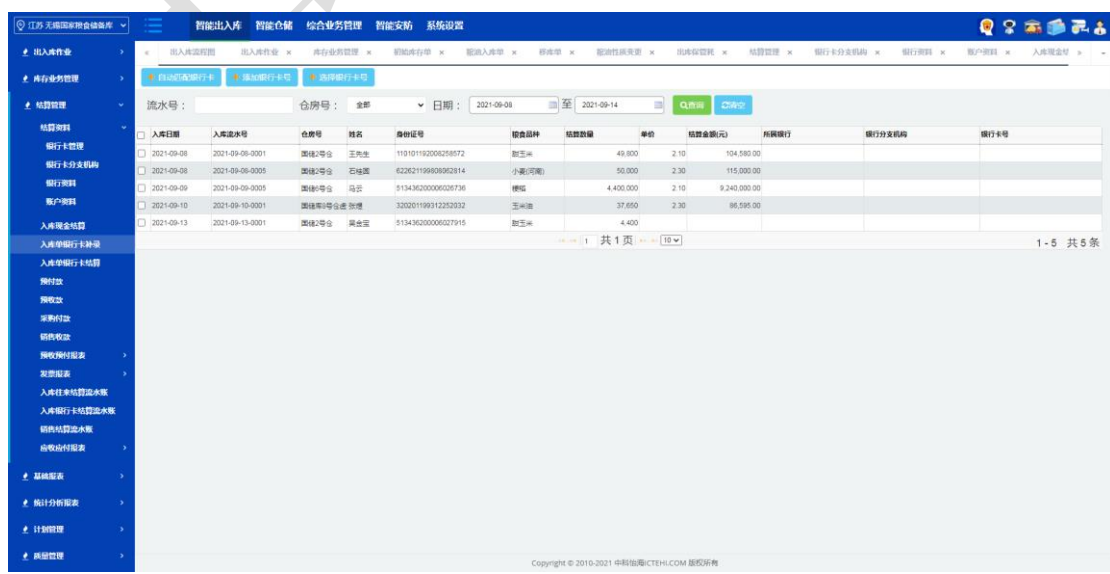 江苏 无锡国家粮食储备库
智能出入库 智能仓储 综合业务管理 智能安防 系统设置
出入库作业
库存业务管理
结算管理
结算资料
银行卡管理
银行卡分支机构
银行资料
账户资料
入库现金结算
入库单银行卡补录
入库单银行卡结算
预付款
预收款
采购付款
销售收款
预收预付报表
发票报表
入库往来结算流水账
入库银行卡结算流水账
销售结算流水账
应收应付报表
基础报表
统计分析报表
计划管理
质量管理
出入库流程图 出入库作业 × 库存业务管理 × 初始库存单 × 粮油入库单 × 移库单 × 粮油性质变更 × 出库保管耗 × 结算管理 × 银行卡分支机构 × 银行资料 × 账户资料 × 入库现金结
自动匹配银行卡 添加银行卡号 选择银行卡号
流水号： 仓房号： 全部 日期： 2021-09-08 至 2021-09-14 查询 清空
入库日期 入库流水号 仓房号 姓名 身份证号 粮食品种 结算数量 单价 结算金额(元) 所属银行 银行分支机构 银行卡号
2021-09-08 2021-09-08-0001 国储2号仓 王先生 110101192008258572 甜玉米 49,800 2.10 104,580.00
2021-09-08 2021-09-08-0005 国储2号仓 石桂圆 622621199808062814 小麦(河南) 50,000 2.30 115,000.00
2021-09-09 2021-09-09-0005 国储6号仓 马云 513436200006026736 粳稻 4,400,000 2.10 9,240,000.00
2021-09-10 2021-09-10-0001 320201199312252032 玉米油 37,650 2.30 86,595.00
2021-09-13 2021-09-13-0001 国储2号仓 吴金宝 513436200006027915 甜玉米 4,400
1 共 1 页 10
1 - 5 共 5 条
Copyright © 2010-2021 ICTEHI.COM 版权所有